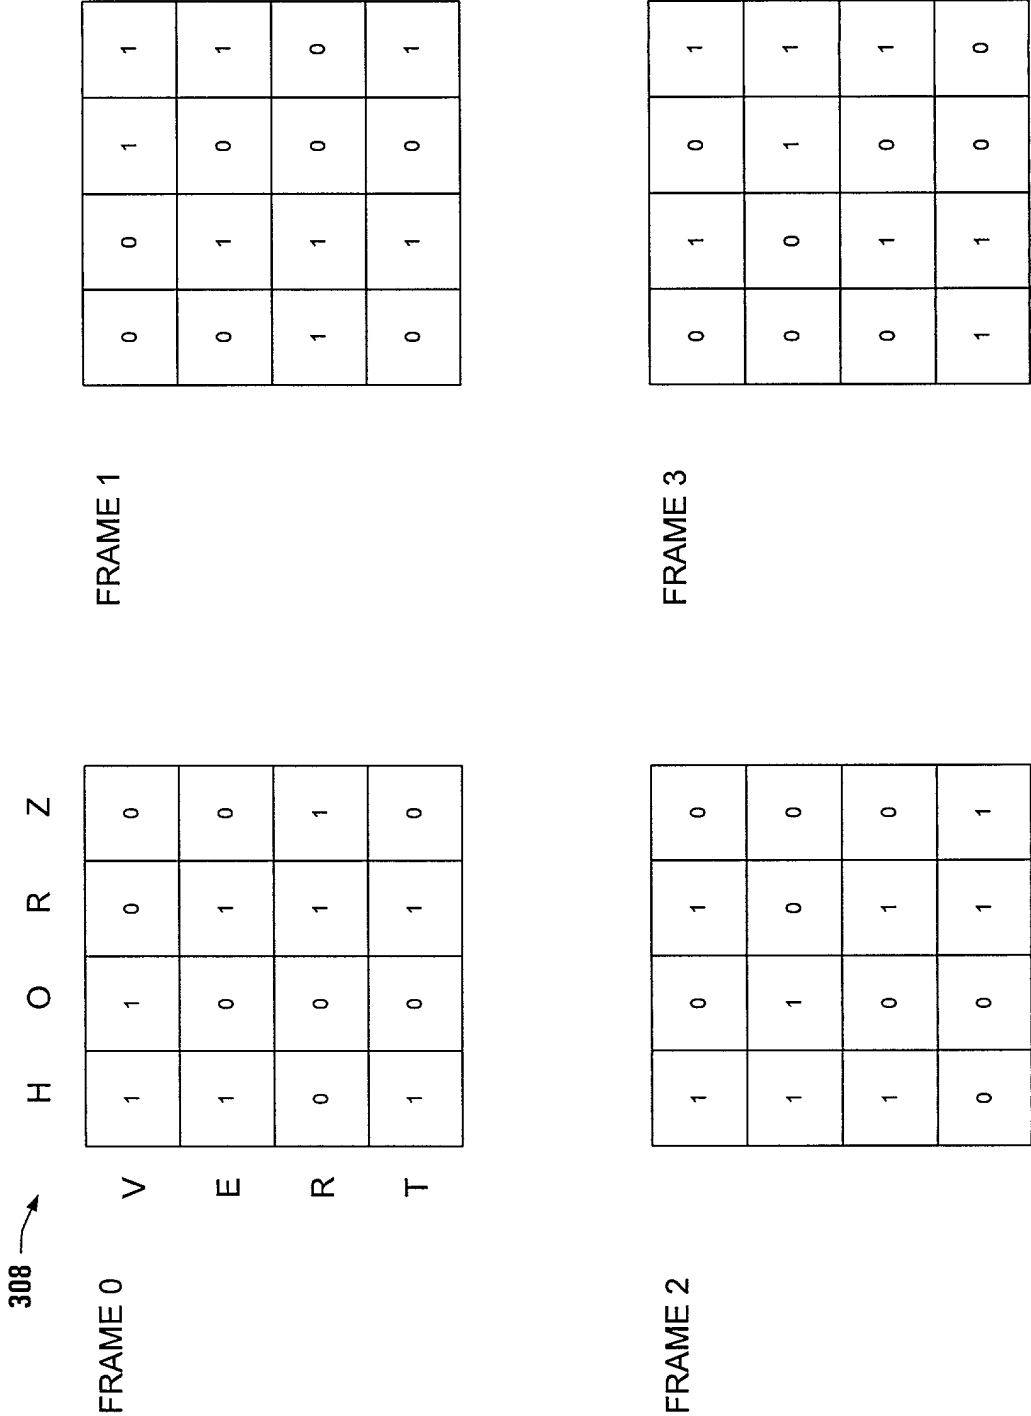 308
H O R Z
FRAME 0
V 1 1 0 0
E 1 0 1 0
R 0 0 1 1
T 1 0 1 0
FRAME 1
0 0 1 1
0 1 0 1
1 1 0 0
0 1 0 1
FRAME 2
1 0 1 0
1 1 0 0
1 0 1 0
0 0 1 1
FRAME 3
0 1 0 1
0 0 1 1
0 1 0 1
1 1 0 0